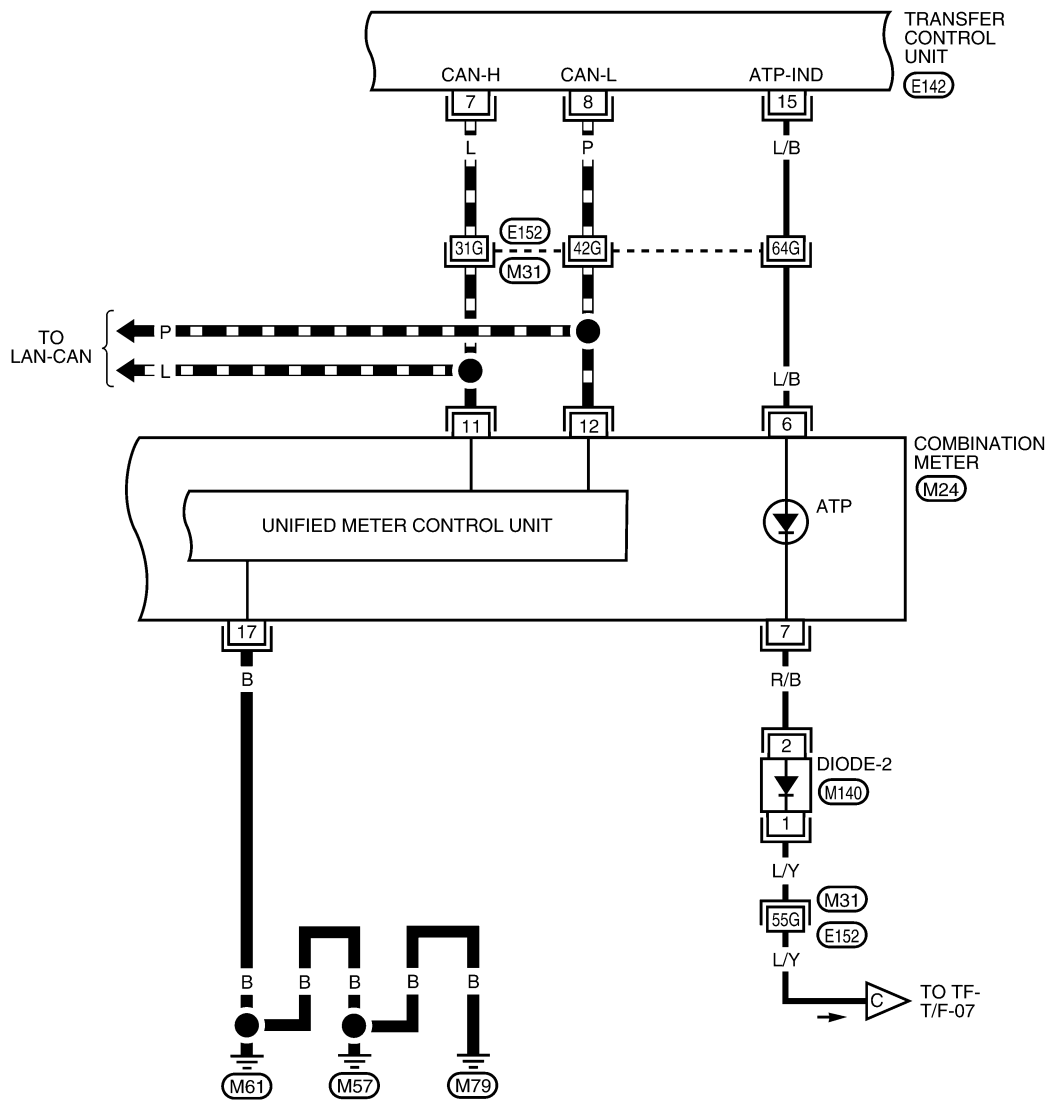 TRANSFER
CONTROL
UNIT
E142
CAN-H
CAN-L
ATP-IND
7
8
15
L
P
L/B
31G
E152
M31
42G
64G
TO
LAN-CAN
P
L
L/B
11
12
6
COMBINATION
METER
M24
UNIFIED METER CONTROL UNIT
ATP
17
7
B
R/B
2
DIODE-2
M140
1
L/Y
M31
55G
E152
L/Y
B
B
B
B
B
C
TO TF-
T/F-07
M61
M57
M79